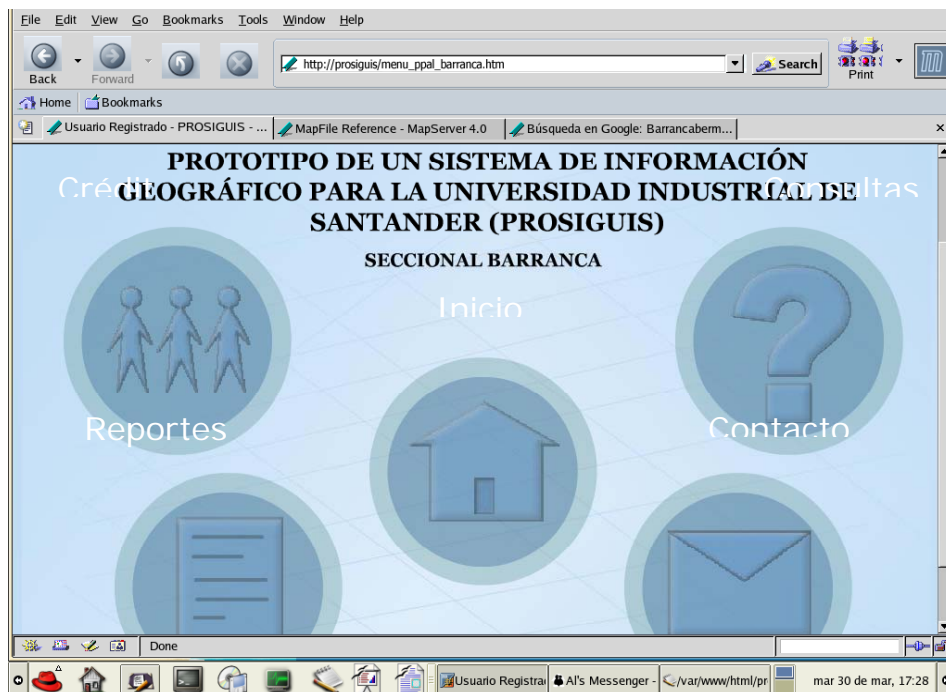 File Edit View Go Bookmarks Tools Window Help
Back Forward http://prosiguis/menu_ppal_barranca.htm Search Print
Home Bookmarks
Usuario Registrado - PROSIGUIS - ... MapFile Reference - MapServer 4.0 Búsqueda en Google: Barrancaberm...
PROTOTIPO DE UN SISTEMA DE INFORMACIÓN
GEOGRÁFICO PARA LA UNIVERSIDAD INDUSTRIAL DE
SANTANDER (PROSIGUIS)
Crédit Consultas
SECCIONAL BARRANCA
Inicio
Reportes Contacto
Done
Usuario Registra Al's Messenger - /var/www/html/pr mar 30 de mar, 17:28